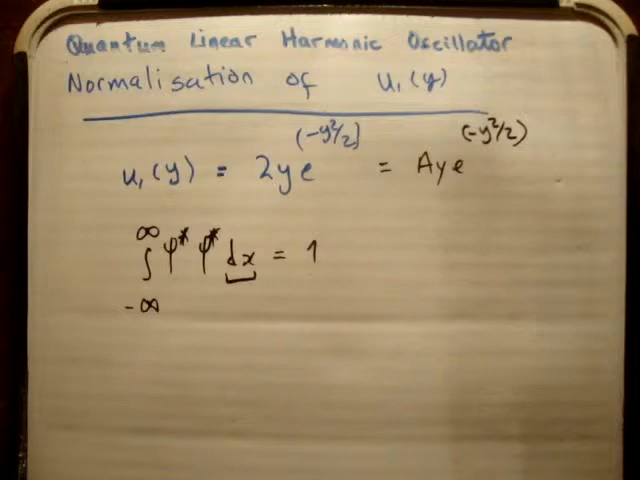 Quantum Linear Harmonic Oscillator
Normalisation of u₁(y)
u₁(y) = 2ye^(-y²/2) = Aye^(-y²/2)
∫_{-∞}^{∞} ψ* ψ* dx = 1